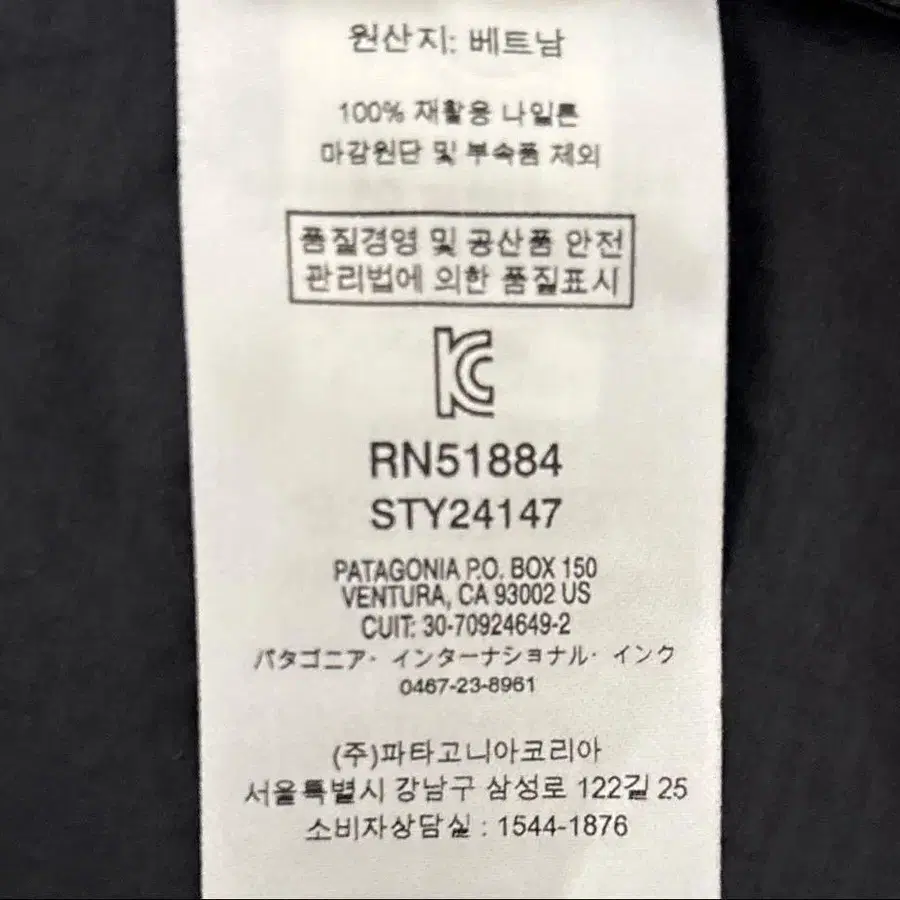 원산지: 베트남
100% 재활용 나일론
마감원단 및 부속품 제외
품질경영 및 공산품 안전
관리법에 의한 품질표시
KC
RN51884
STY24147
PATAGONIA P.O. BOX 150
VENTURA, CA 93002 US
CUIT: 30-70924649-2
パタゴニア・インターナショナル・インク
0467-23-8961
(주)파타고니아코리아
서울특별시 강남구 삼성로 122길 25
소비자상담실 : 1544-1876